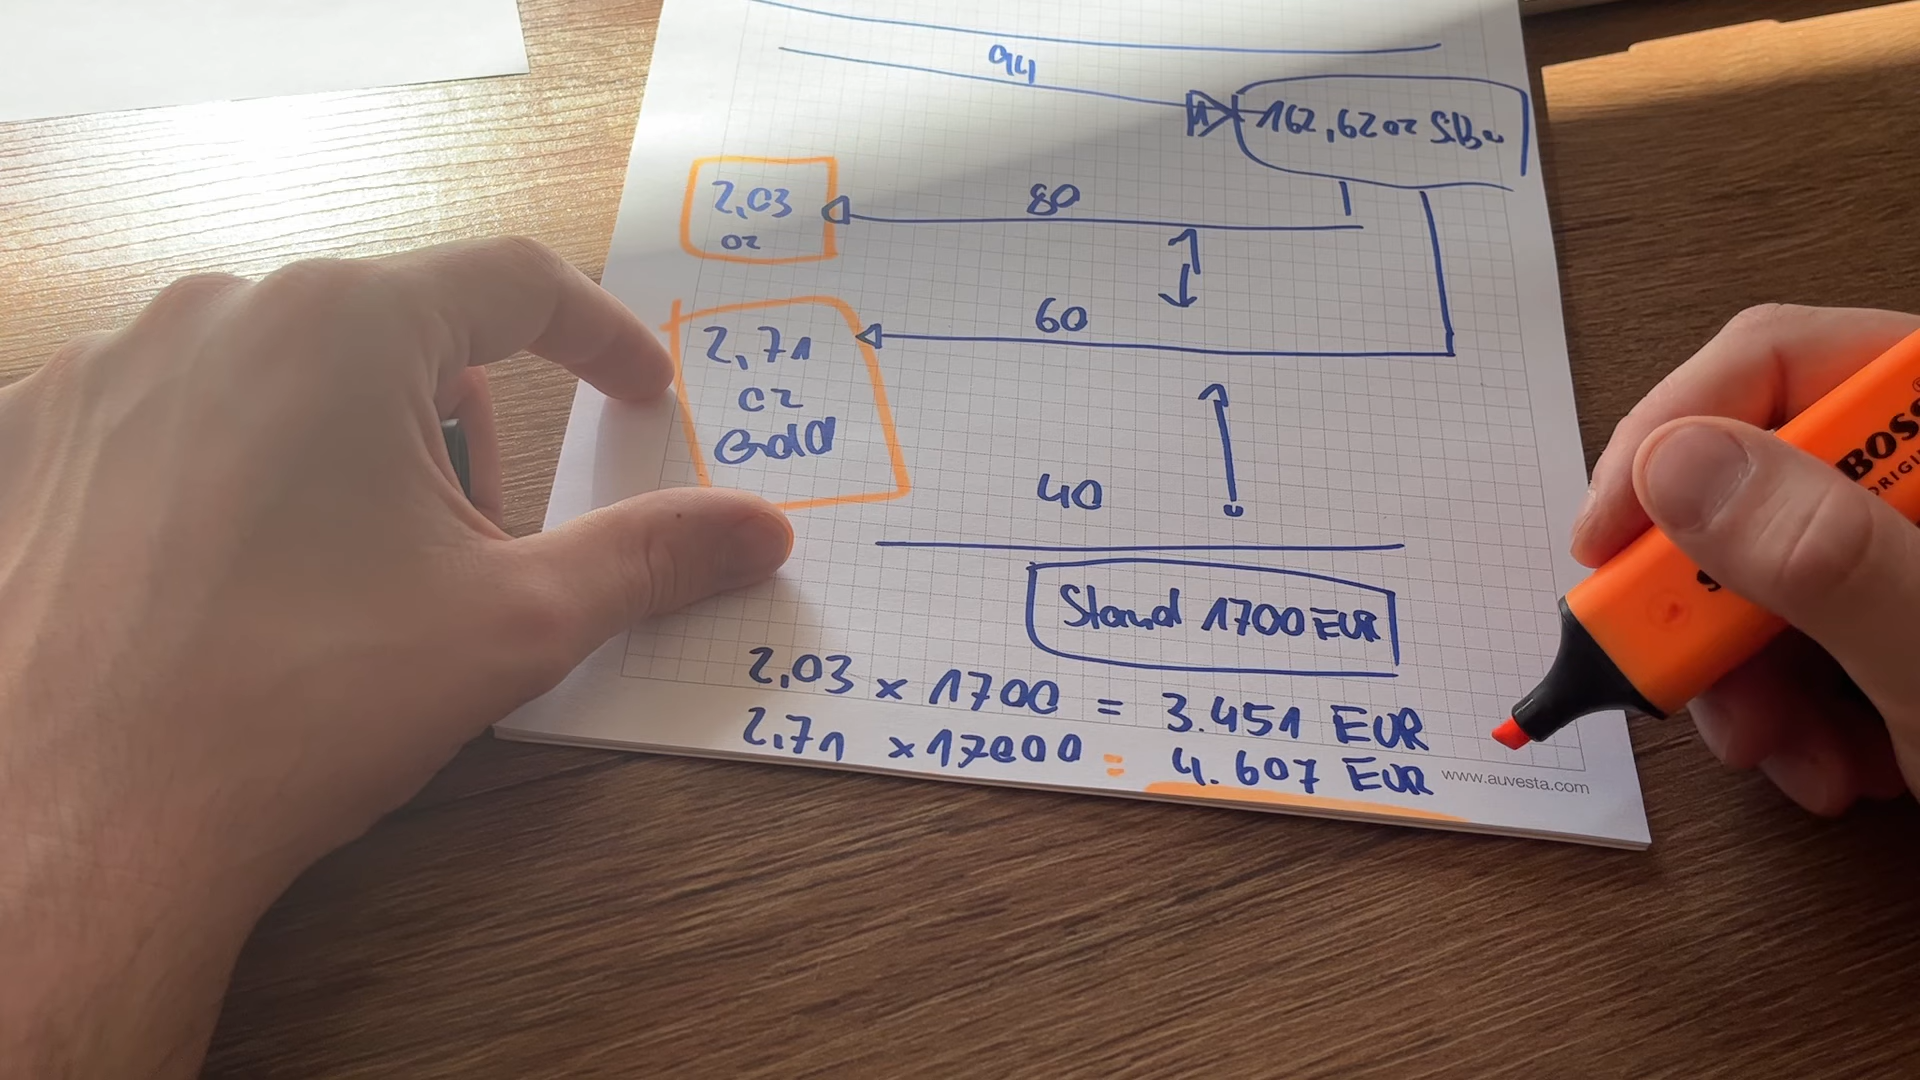 94
162,62 oz Silber
80
2,03
oz
60
2,71
oz
Gold
40
Stand 1700 EUR
2,03 x 1700 = 3.451 EUR
2,71 x 17000 = 4.607 EUR
www.auvesta.com
BOSS
ORIGI